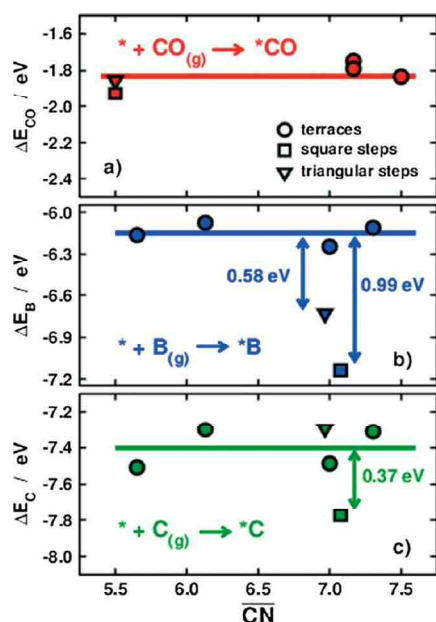 -1.6
* + CO(g) → *CO
-1.8
-2.0
-2.2
-2.4
ΔE_CO / eV
a)
terraces
square steps
triangular steps
-6.0
-6.3
-6.6
-6.9
-7.2
ΔE_B / eV
0.58 eV
0.99 eV
* + B(g) → *B
b)
-7.2
-7.4
-7.6
-7.8
-8.0
ΔE_C / eV
0.37 eV
* + C(g) → *C
c)
5.5 6.0 6.5 7.0 7.5
CN